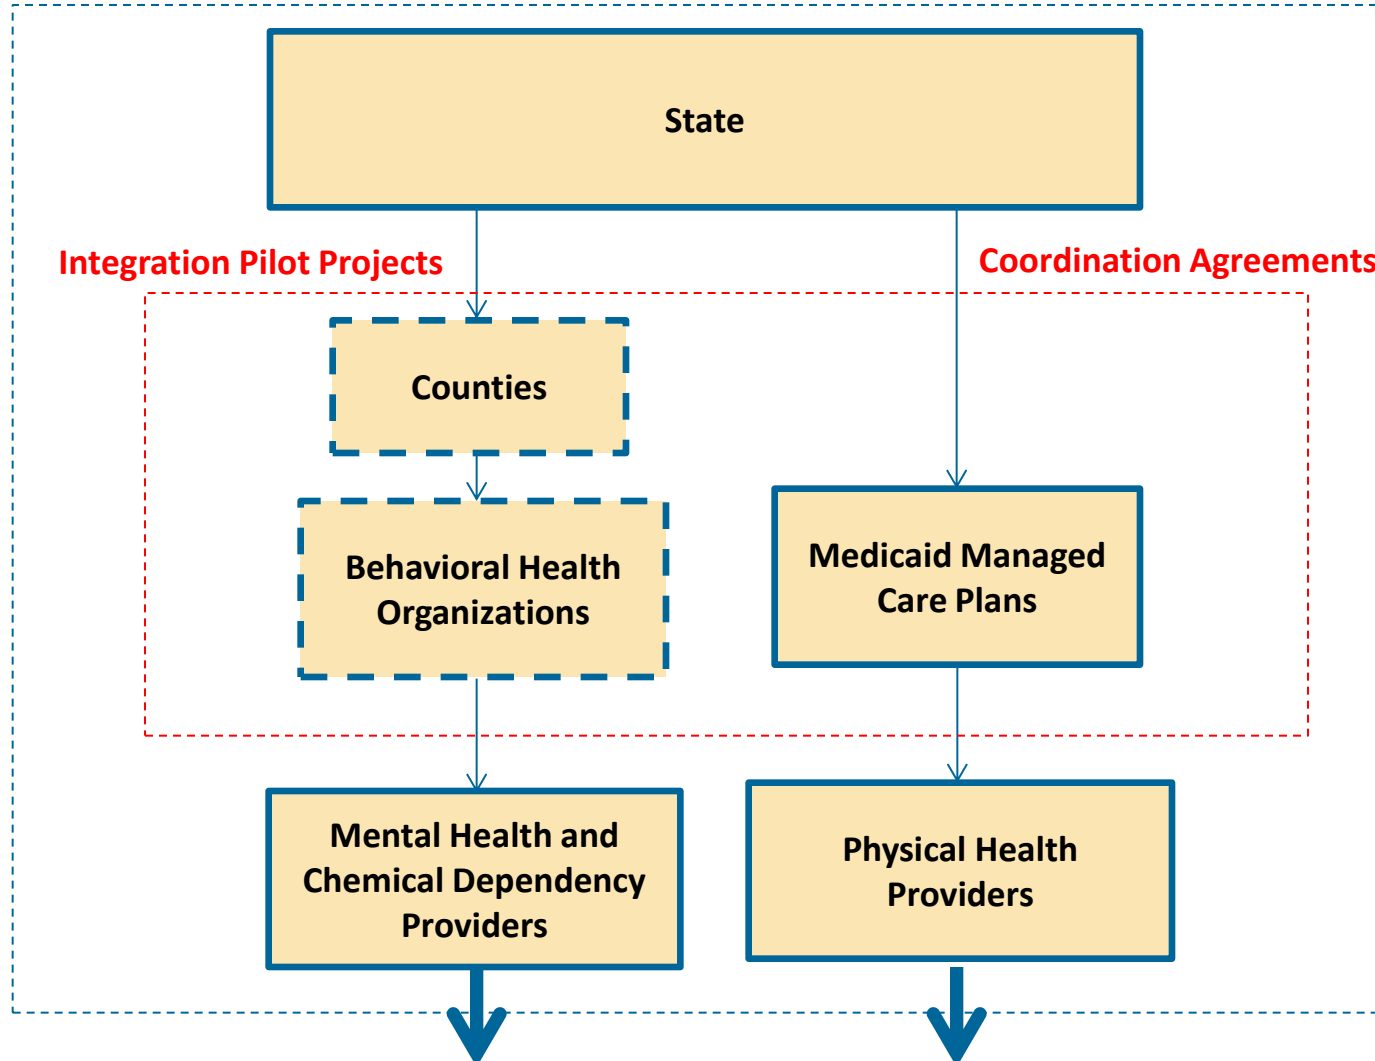 State
Integration Pilot Projects
Coordination Agreements
Counties
Behavioral Health
Organizations
Medicaid Managed
Care Plans
Mental Health and
Chemical Dependency
Providers
Physical Health
Providers